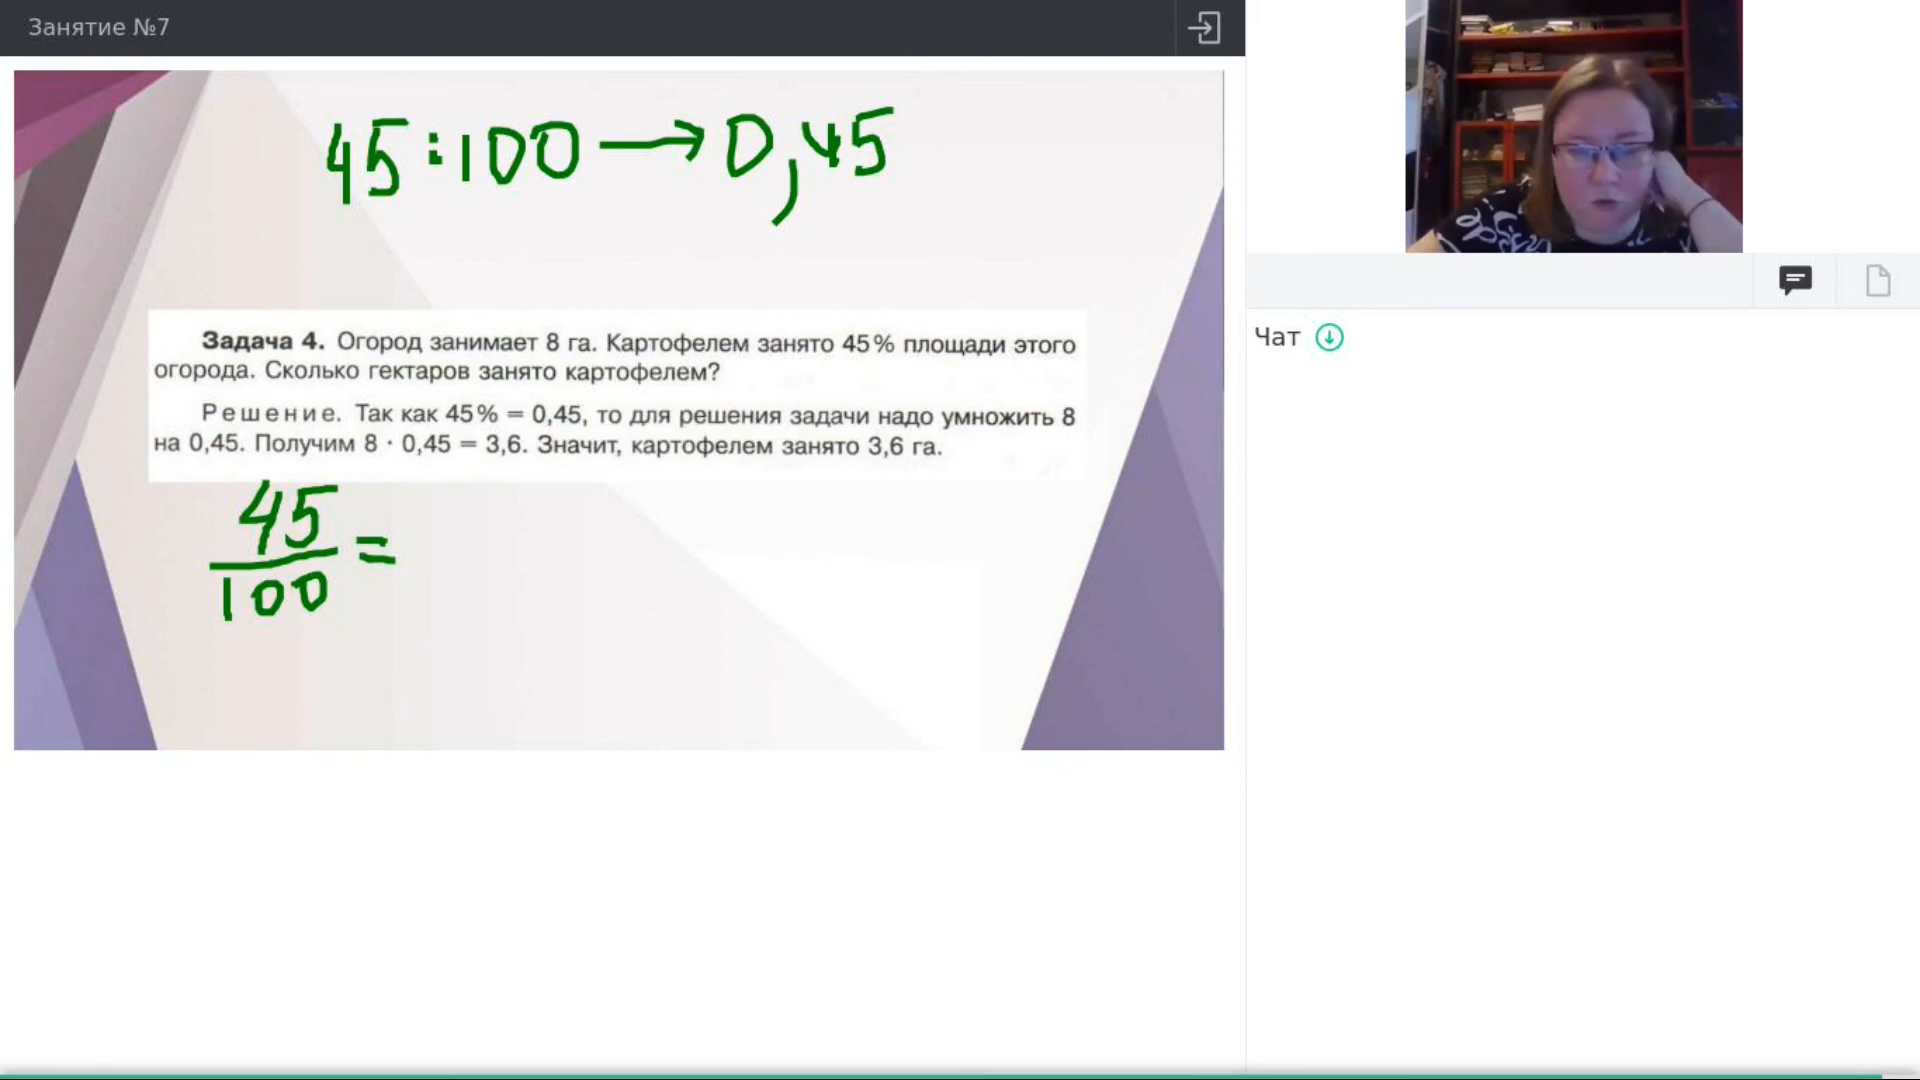 Занятие №7
45:100 → 0,45
Задача 4. Огород занимает 8 га. Картофелем занято 45% площади этого
огорода. Сколько гектаров занято картофелем?
Решение. Так как 45% = 0,45, то для решения задачи надо умножить 8
на 0,45. Получим 8 · 0,45 = 3,6. Значит, картофелем занято 3,6 га.
45
100 =
Чат